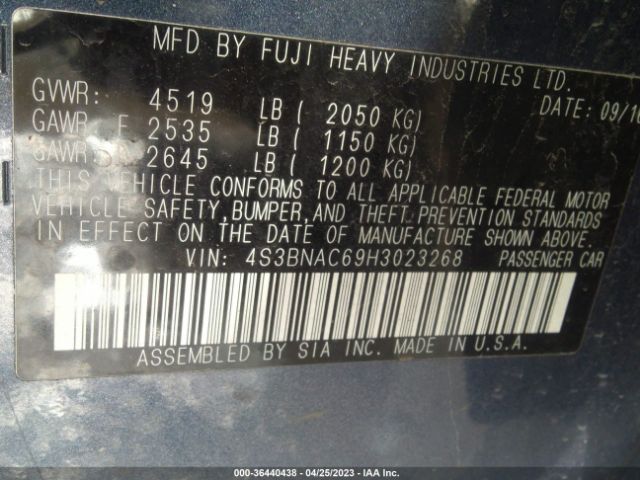 MFD BY FUJI HEAVY INDUSTRIES LTD.
GVWR: 4519 LB ( 2050 KG) DATE: 09/16
GAWR F 2535 LB ( 1150 KG)
GAWR R 2645 LB ( 1200 KG)
THIS VEHICLE CONFORMS TO ALL APPLICABLE FEDERAL MOTOR
VEHICLE SAFETY, BUMPER, AND THEFT PREVENTION STANDARDS
IN EFFECT ON THE DATE OF MANUFACTURE SHOWN ABOVE.
VIN: 4S3BNAC69H3023268 PASSENGER CAR
ASSEMBLED BY SIA INC. MADE IN U.S.A.
000-36440438 - 04/25/2023 - IAA Inc.